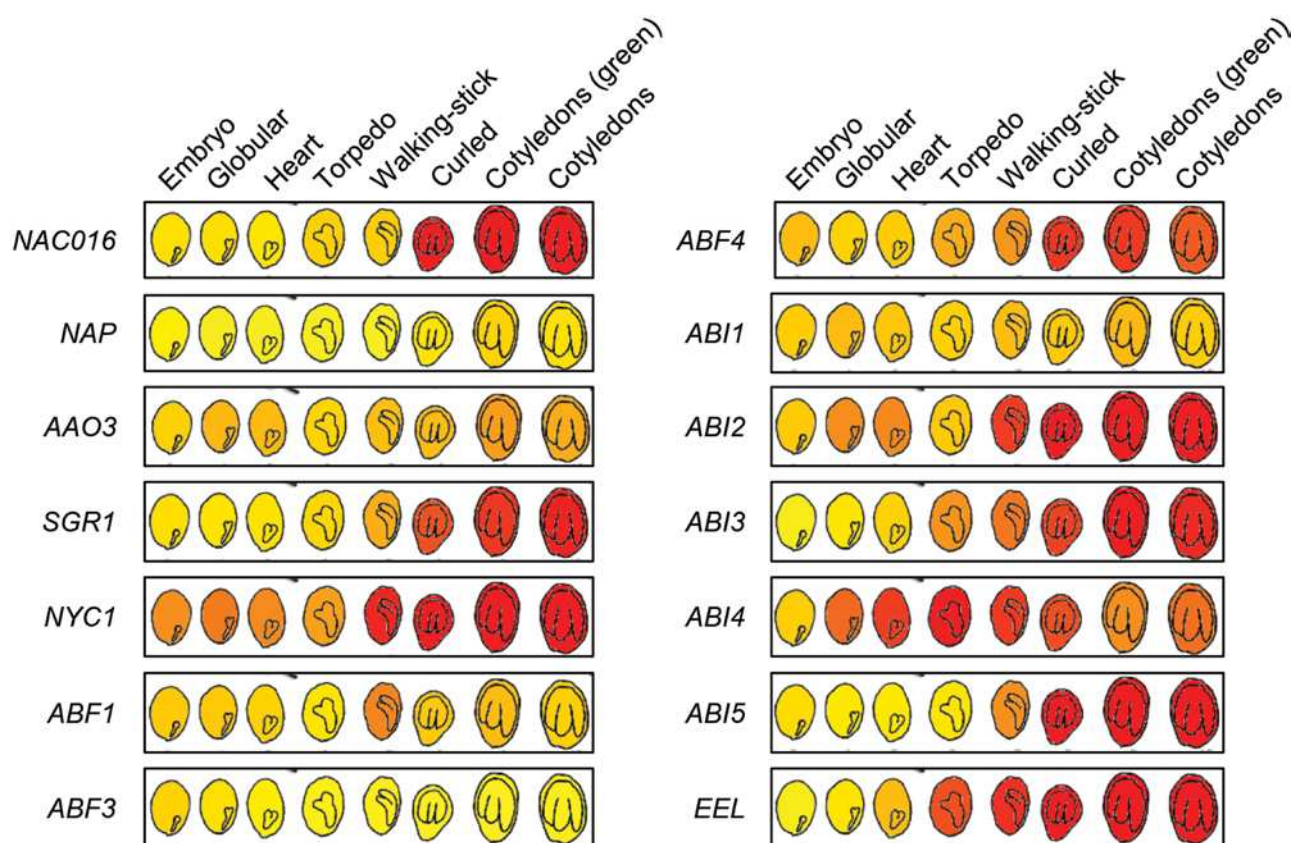 Embryo
Globular
Heart
Torpedo
Walking-stick
Curled
Cotyledons (green)
Cotyledons
NAC016
NAP
AAO3
SGR1
NYC1
ABF1
ABF3
Embryo
Globular
Heart
Torpedo
Walking-stick
Curled
Cotyledons (green)
Cotyledons
ABF4
ABI1
ABI2
ABI3
ABI4
ABI5
EEL